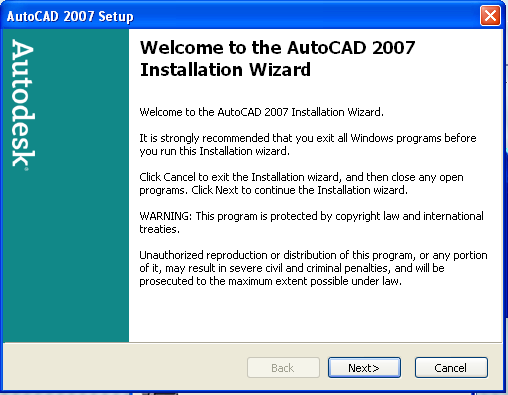 AutoCAD 2007 Setup
Autodesk
Welcome to the AutoCAD 2007
Installation Wizard
Welcome to the AutoCAD 2007 Installation Wizard.
It is strongly recommended that you exit all Windows programs before
you run this Installation wizard.
Click Cancel to exit the Installation wizard, and then close any open
programs. Click Next to continue the Installation wizard.
WARNING: This program is protected by copyright law and international
treaties.
Unauthorized reproduction or distribution of this program, or any portion
of it, may result in severe civil and criminal penalties, and will be
prosecuted to the maximum extent possible under law.
Back
Next>
Cancel